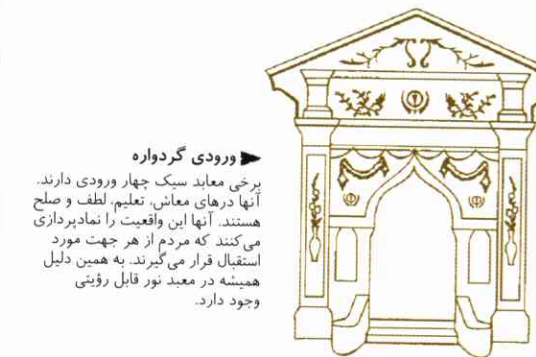 ورودی گردواره
برخی معابد سیک چهار ورودی دارند.
آنها درهای معاش، تعلیم، لطف و صلح
هستند. آنها این واقعیت را نمادپردازی
می‌کنند که مردم از هر جهت مورد
استقبال قرار می‌گیرند. به همین دلیل
همیشه در معبد نور قابل رؤیتی
وجود دارد.